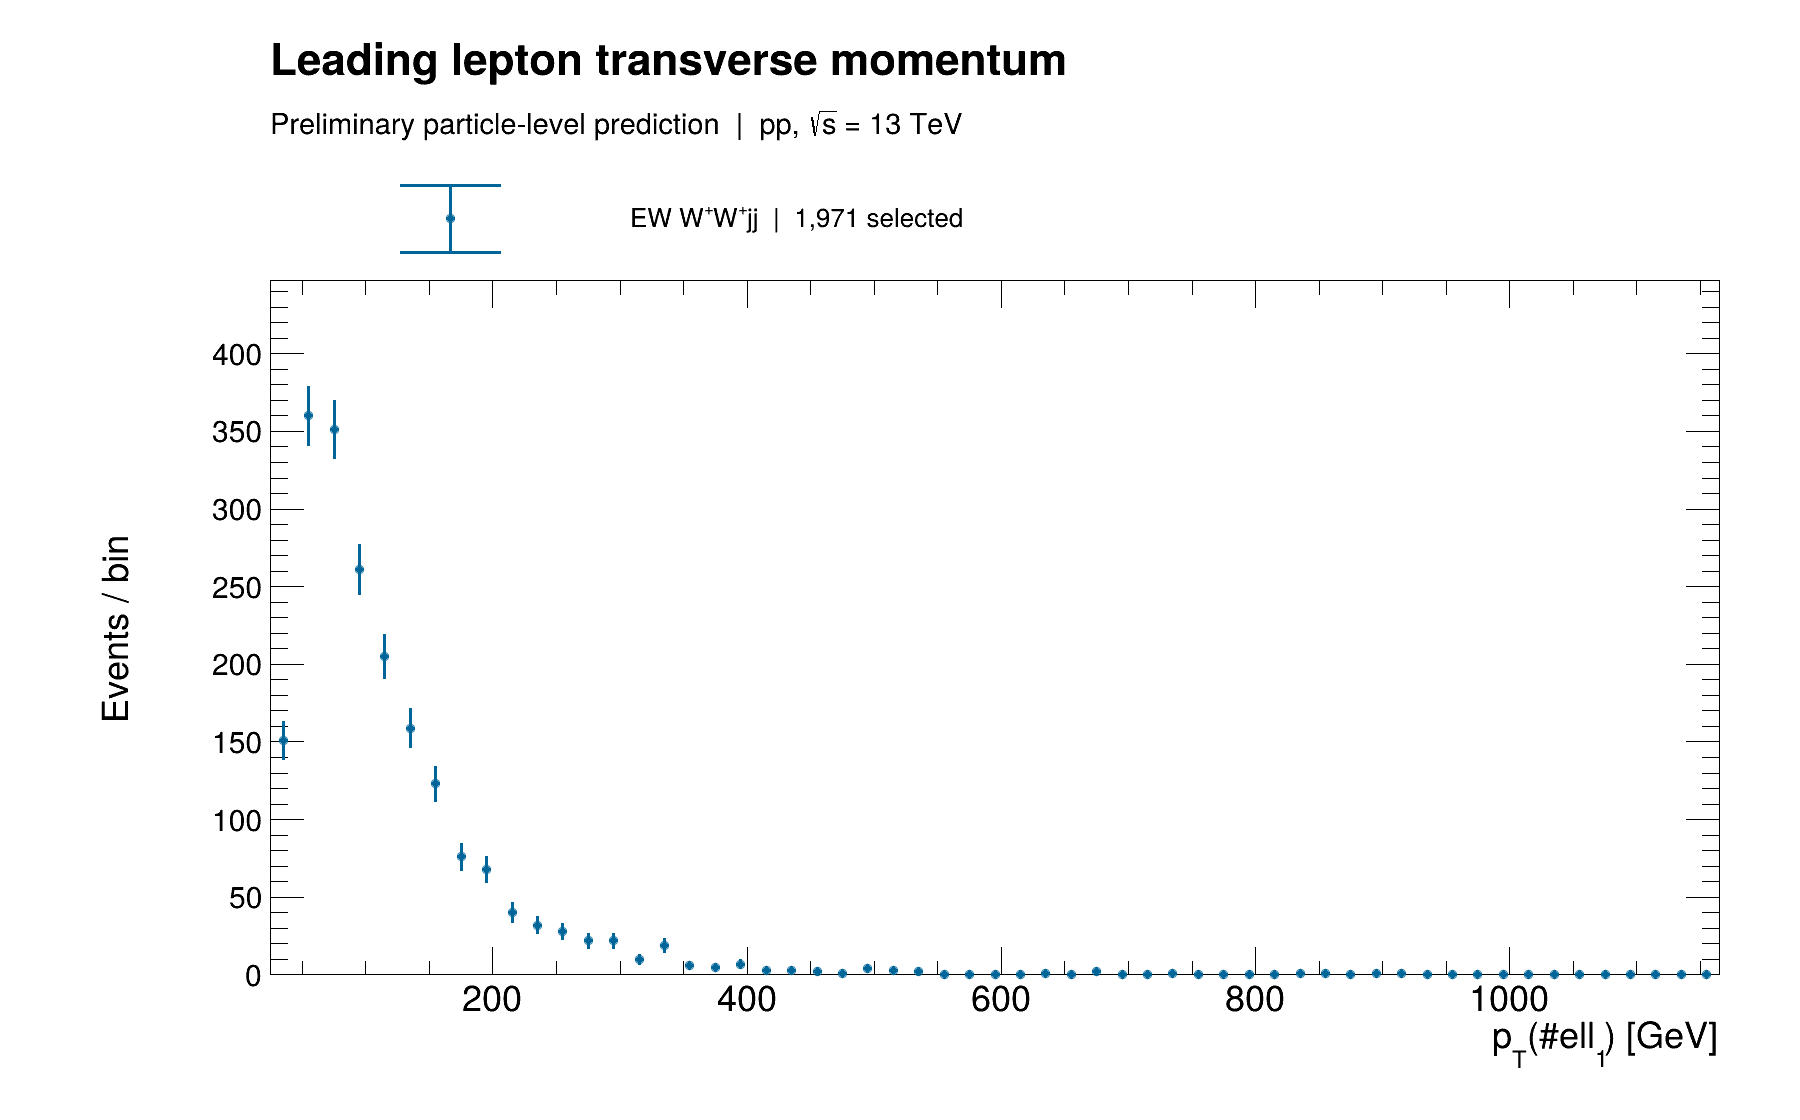 Leading lepton transverse momentum
Preliminary particle-level prediction | pp, √s = 13 TeV
EW W⁺W⁺jj | 1,971 selected
Events / bin
400
350
300
250
200
150
100
50
0
200 400 600 800 1000
p_T(#ell_1) [GeV]